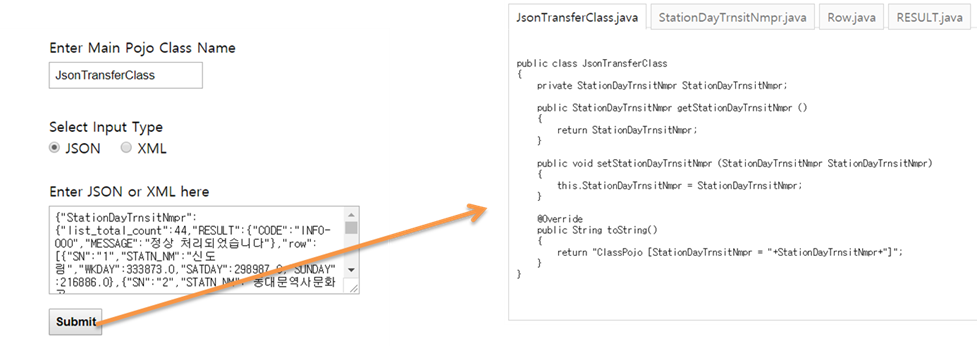 Enter Main Pojo Class Name
JsonTransferClass
Select Input Type
JSON XML
Enter JSON or XML here
{"StationDayTrnsitNmpr":
{"list_total_count":44,"RESULT":{"CODE":"INFO-
000","MESSAGE":"정상 처리되었습니다"},"row":
[{"SN":"1","STATN_NM":"신도
림","WKDAY":333873.0,"SATDAY":298987.0,"SUNDAY"
:216886.0},{"SN":"2","STATN_NM":"동대문역사문화
Submit
JsonTransferClass.java StationDayTrnsitNmpr.java Row.java RESULT.java
public class JsonTransferClass
{
private StationDayTrnsitNmpr StationDayTrnsitNmpr;
public StationDayTrnsitNmpr getStationDayTrnsitNmpr ()
{
return StationDayTrnsitNmpr;
}
public void setStationDayTrnsitNmpr (StationDayTrnsitNmpr StationDayTrnsitNmpr)
{
this.StationDayTrnsitNmpr = StationDayTrnsitNmpr;
}
@Override
public String toString()
{
return "ClassPojo [StationDayTrnsitNmpr = "+StationDayTrnsitNmpr+"]";
}
}